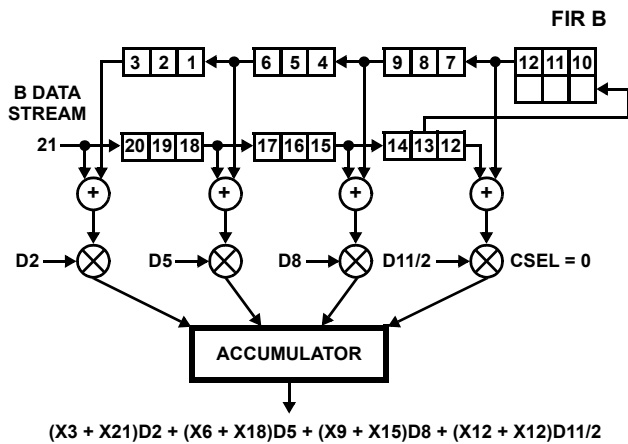 FIR B
3 2 1 6 5 4 9 8 7 12 11 10
B DATA
STREAM
21 20 19 18 17 16 15 14 13 12
+ + + +
D2 D5 D8 D11/2 CSEL = 0
ACCUMULATOR
(X3 + X21)D2 + (X6 + X18)D5 + (X9 + X15)D8 + (X12 + X12)D11/2